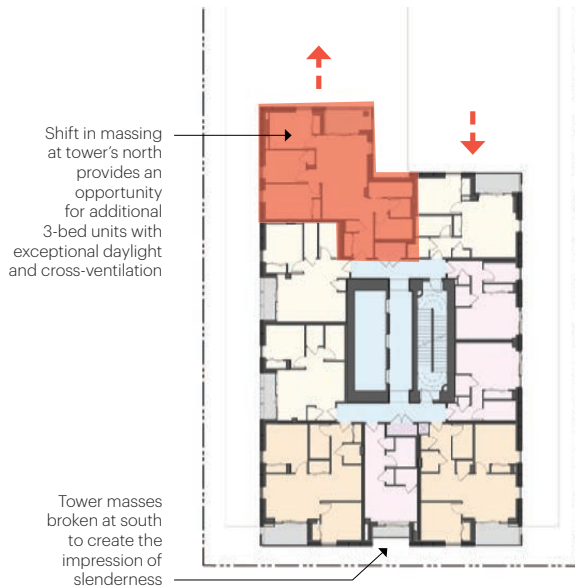 Shift in massing
at tower's north
provides an
opportunity
for additional
3-bed units with
exceptional daylight
and cross-ventilation
Tower masses
broken at south
to create the
impression of
slenderness